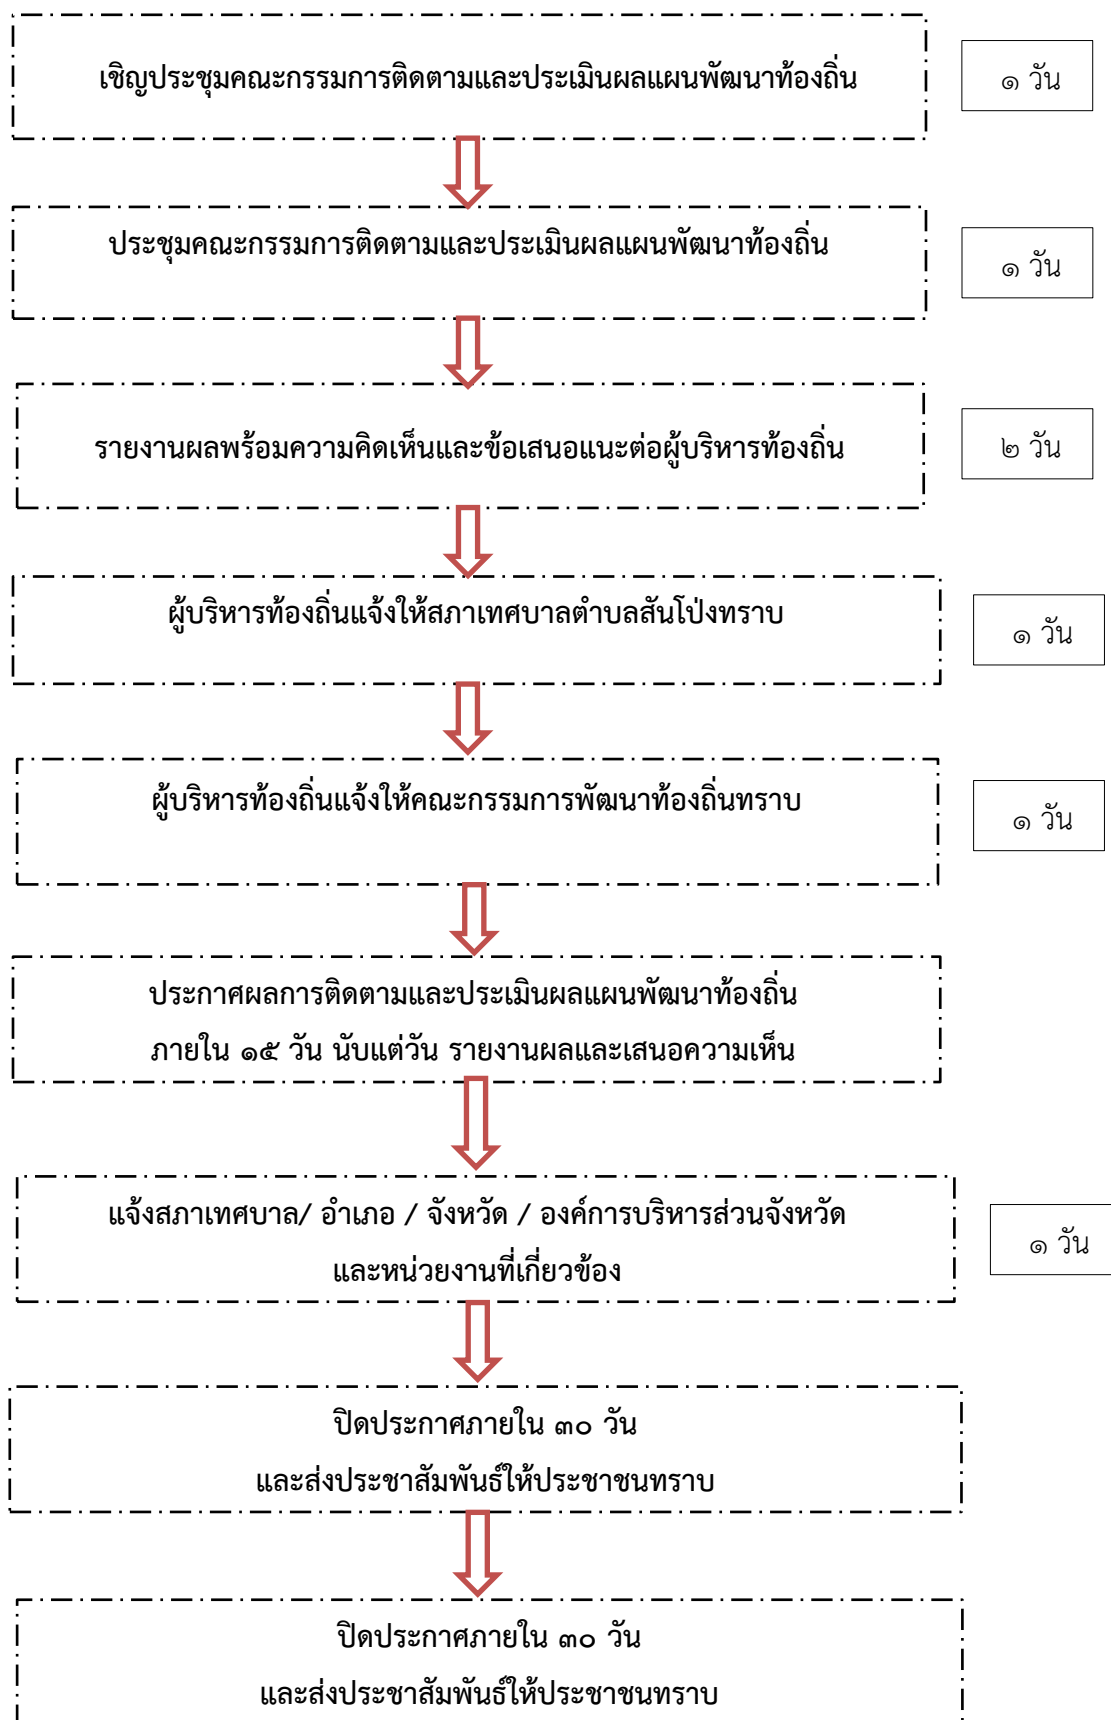 เชิญประชุมคณะกรรมการติดตามและประเมินผลแผนพัฒนาท้องถิ่น
๑ วัน
ประชุมคณะกรรมการติดตามและประเมินผลแผนพัฒนาท้องถิ่น
๑ วัน
รายงานผลพร้อมความคิดเห็นและข้อเสนอแนะต่อผู้บริหารท้องถิ่น
๒ วัน
ผู้บริหารท้องถิ่นแจ้งให้สภาเทศบาลตำบลสันโป่งทราบ
๑ วัน
ผู้บริหารท้องถิ่นแจ้งให้คณะกรรมการพัฒนาท้องถิ่นทราบ
๑ วัน
ประกาศผลการติดตามและประเมินผลแผนพัฒนาท้องถิ่น
ภายใน ๑๕ วัน นับแต่วัน รายงานผลและเสนอความเห็น
แจ้งสภาเทศบาล/ อำเภอ / จังหวัด / องค์การบริหารส่วนจังหวัด
และหน่วยงานที่เกี่ยวข้อง
๑ วัน
ปิดประกาศภายใน ๓๐ วัน
และส่งประชาสัมพันธ์ให้ประชาชนทราบ
ปิดประกาศภายใน ๓๐ วัน
และส่งประชาสัมพันธ์ให้ประชาชนทราบ